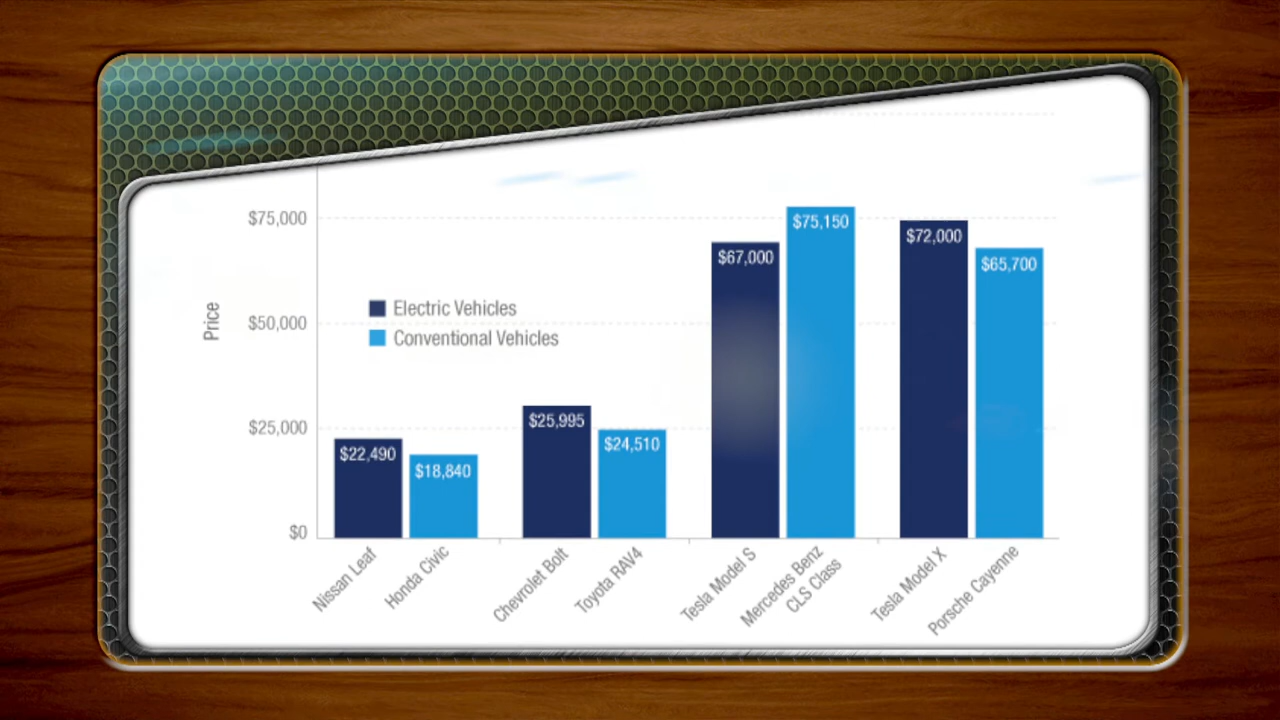 $75,000
$50,000
$25,000
$0
Price
Electric Vehicles
Conventional Vehicles
$22,490
$18,840
$25,995
$24,510
$67,000
$75,150
$72,000
$65,700
Nissan Leaf
Honda Civic
Chevrolet Bolt
Toyota RAV4
Tesla Model S
Mercedes Benz
CLS Class
Tesla Model X
Porsche Cayenne